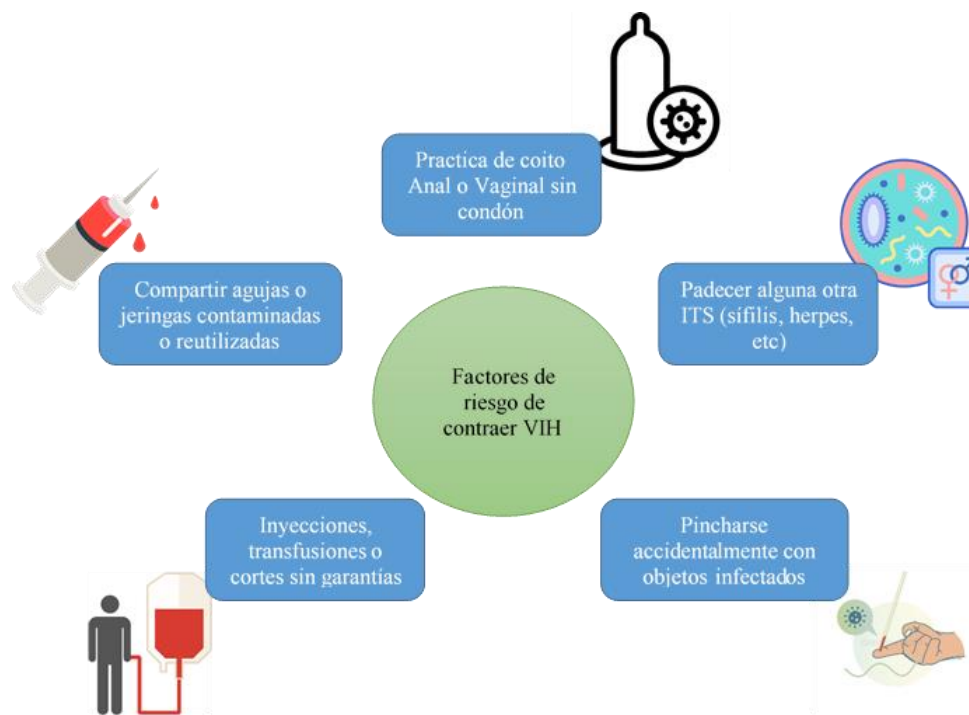 Practica de coito
Anal o Vaginal sin
condón
Compartir agujas o
jeringas contaminadas
o reutilizadas
Padecer alguna otra
ITS (sífilis, herpes,
etc)
Factores de
riesgo de
contraer VIH
Inyecciones,
transfusiones o
cortes sin garantías
Pincharse
accidentalmente con
objetos infectados